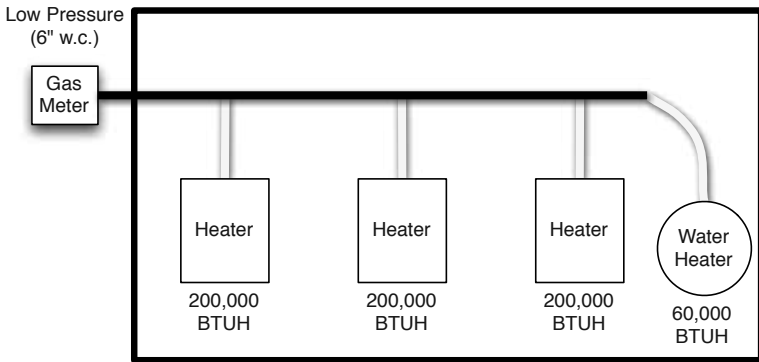 Low Pressure
(6" w.c.)
Gas
Meter
Heater
Heater
Heater
Water
Heater
200,000
BTUH
200,000
BTUH
200,000
BTUH
60,000
BTUH